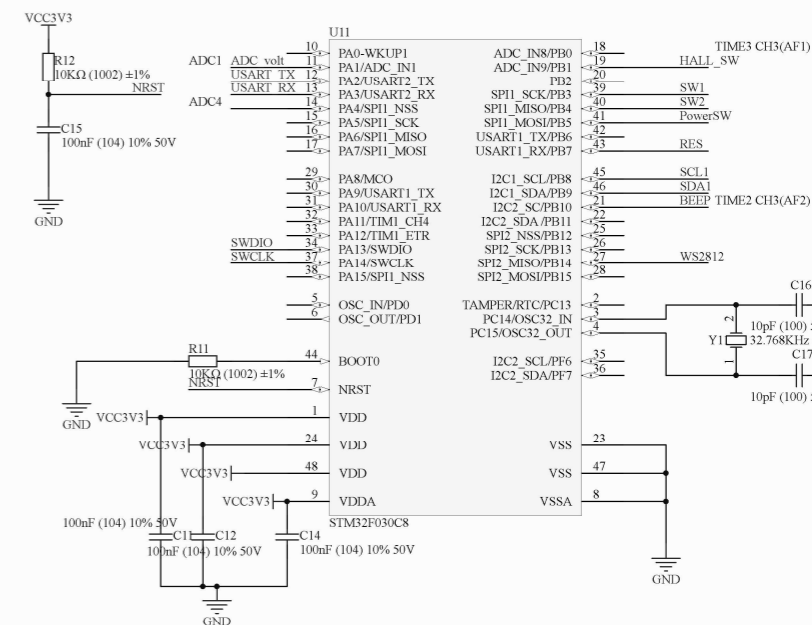 VCC3V3
R12
10KΩ (1002) ±1%
NRST
C15
100nF (104) 10% 50V
GND
U11
10 PA0-WKUP1
ADC1 ADC_volt 11 PA1/ADC_IN1
USART_TX 12 PA2/USART2_TX
USART_RX 13 PA3/USART2_RX
ADC4 14 PA4/SPI1_NSS
15 PA5/SPI1_SCK
16 PA6/SPI1_MISO
17 PA7/SPI1_MOSI
29 PA8/MCO
30 PA9/USART1_TX
31 PA10/USART1_RX
32 PA11/TIM1_CH4
33 PA12/TIM1_ETR
SWDIO 34 PA13/SWDIO
SWCLK 37 PA14/SWCLK
38 PA15/SPI1_NSS
5 OSC_IN/PD0
6 OSC_OUT/PD1
R11
10KΩ (1002) ±1%
44 BOOT0
NRST 7 NRST
GND
VCC3V3 1 VDD
VCC3V3 24 VDD
VCC3V3 48 VDD
VCC3V3 9 VDDA
STM32F030C8
ADC_IN8/PB0 18 TIME3 CH3(AF1)
ADC_IN9/PB1 19 HALL_SW
PB2 20
SPI1_SCK/PB3 39 SW1
SPI1_MISO/PB4 40 SW2
SPI1_MOSI/PB5 41 PowerSW
USART1_TX/PB6 42
USART1_RX/PB7 43 RES
I2C1_SCL/PB8 45 SCL1
I2C1_SDA/PB9 46 SDA1
I2C2_SC/PB10 21 BEEP TIME2 CH3(AF2)
I2C2_SDA/PB11 22
SPI2_NSS/PB12 25
SPI2_SCK/PB13 26
SPI2_MISO/PB14 27 WS2812
SPI2_MOSI/PB15 28
TAMPER/RTC/PC13 2
PC14/OSC32_IN 3
PC15/OSC32_OUT 4
I2C2_SCL/PF6 35
I2C2_SDA/PF7 36
VSS 23
VSS 47
VSSA 8
GND
C16
10pF (100)
2
Y1 32.768KHz
1
C17
10pF (100)
100nF (104) 10% 50V
C11
C12
100nF (104) 10% 50V
C14
100nF (104) 10% 50V
GND